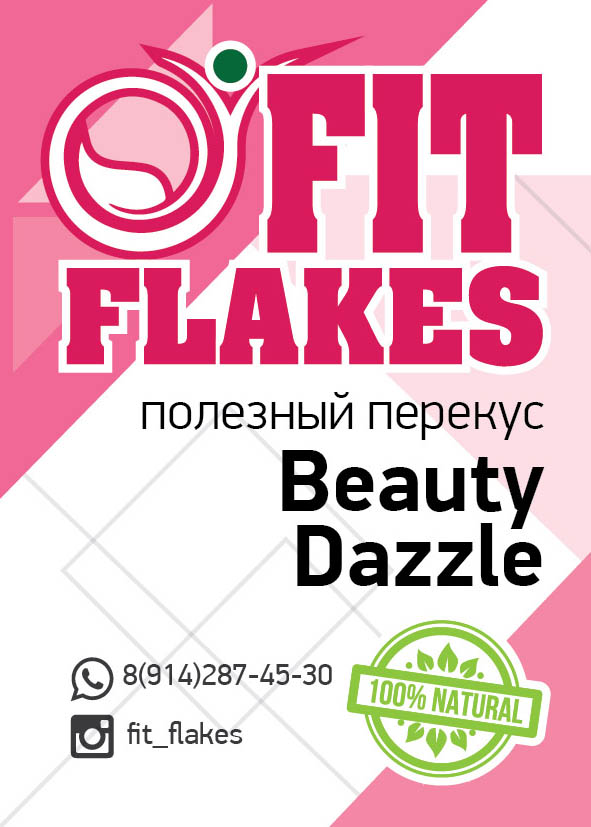 FIT
FLAKES
полезный перекус
Beauty
Dazzle
8(914)287-45-30
100% NATURAL
fit_flakes